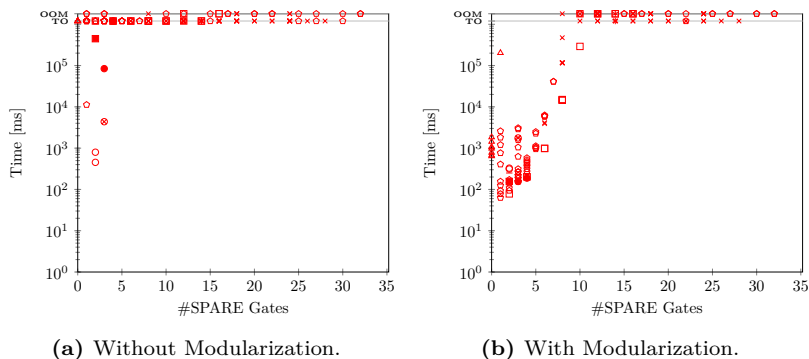 OOM
TO
10^5
10^4
10^3
10^2
10^1
10^0
Time [ms]
0 5 10 15 20 25 30 35
#SPARE Gates
(a) Without Modularization.
OOM
TO
10^5
10^4
10^3
10^2
10^1
10^0
Time [ms]
0 5 10 15 20 25 30 35
#SPARE Gates
(b) With Modularization.